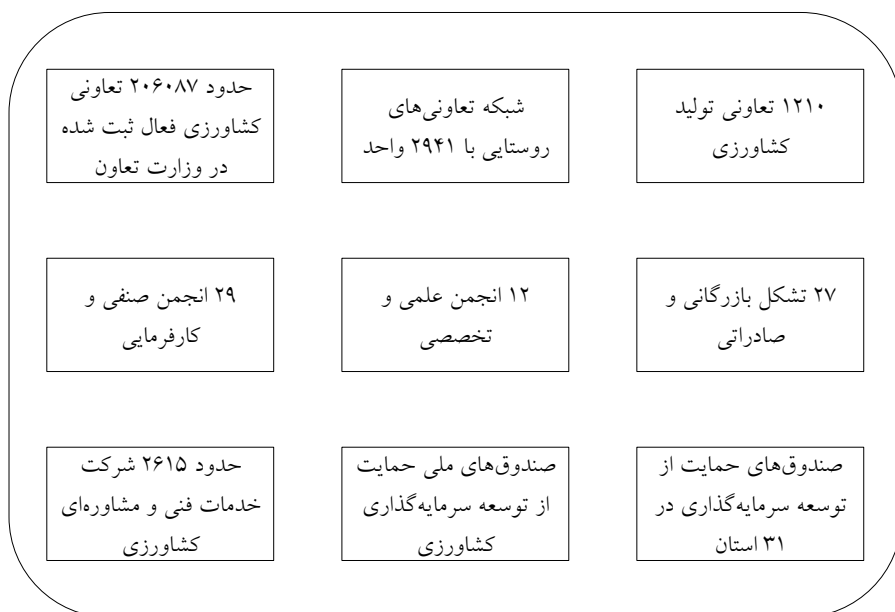 ۱۲۱۰ تعاونی تولید
کشاورزی
شبکه تعاونی‌های
روستایی با ۲۹۴۱ واحد
حدود ۲۰۶۰۸۷ تعاونی
کشاورزی فعال ثبت شده
در وزارت تعاون
۲۷ تشکل بازرگانی و
صادراتی
۱۲ انجمن علمی و
تخصصی
۲۹ انجمن صنفی و
کارفرمایی
صندوق‌های حمایت از
توسعه سرمایه‌گذاری در
۳۱ استان
صندوق‌های ملی حمایت
از توسعه سرمایه‌گذاری
کشاورزی
حدود ۲۶۱۵ شرکت
خدمات فنی و مشاوره‌ای
کشاورزی